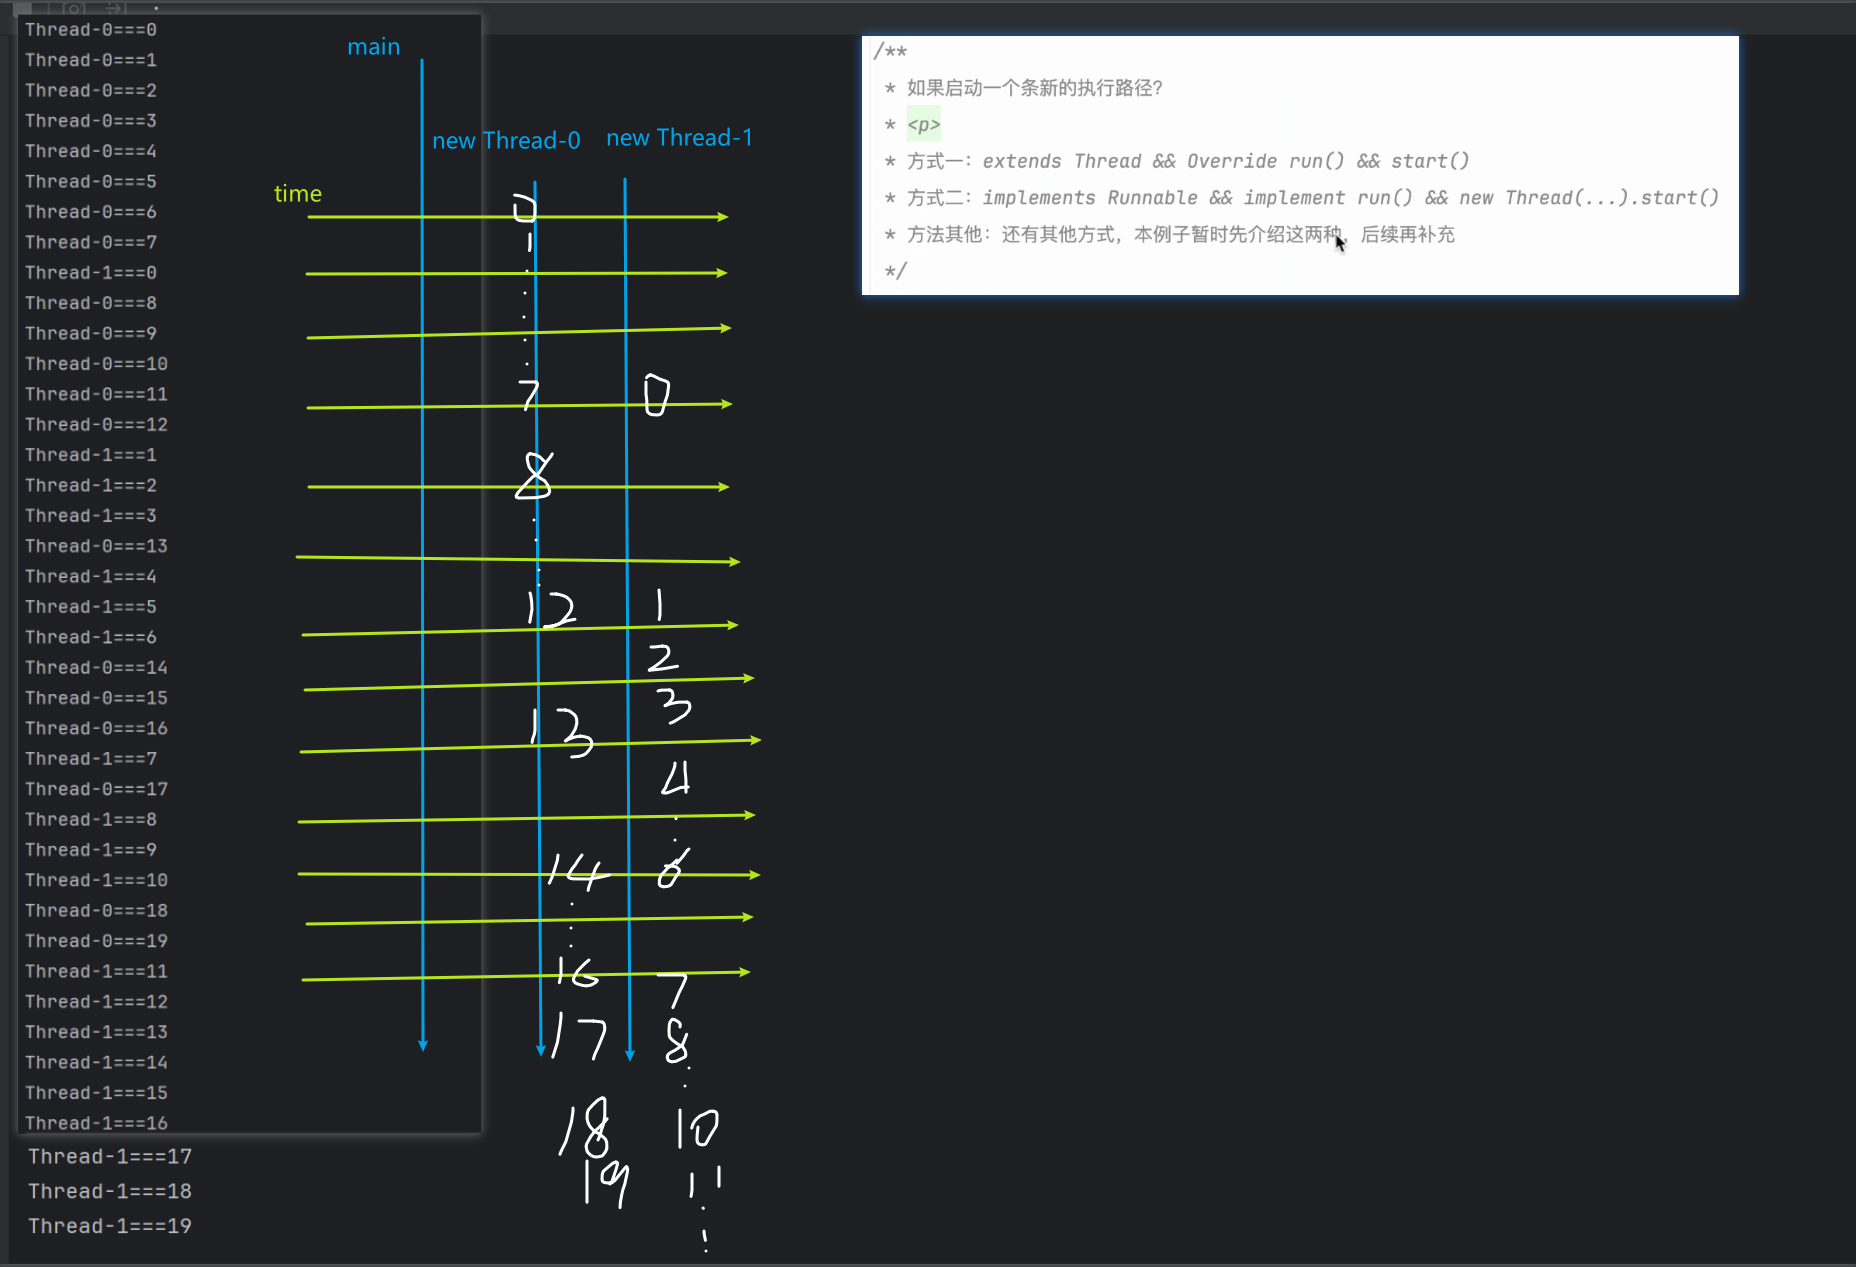 Thread-0===0
Thread-0===1
Thread-0===2
Thread-0===3
Thread-0===4
Thread-0===5
Thread-0===6
Thread-0===7
Thread-1===0
Thread-0===8
Thread-0===9
Thread-0===10
Thread-0===11
Thread-0===12
Thread-1===1
Thread-1===2
Thread-1===3
Thread-0===13
Thread-1===4
Thread-1===5
Thread-1===6
Thread-0===14
Thread-0===15
Thread-0===16
Thread-1===7
Thread-0===17
Thread-1===8
Thread-1===9
Thread-1===10
Thread-0===18
Thread-0===19
Thread-1===11
Thread-1===12
Thread-1===13
Thread-1===14
Thread-1===15
Thread-1===16
Thread-1===17
Thread-1===18
Thread-1===19
main
new Thread-0 new Thread-1
time
0
1
7 0
8
12 1
2
3
13
4
14 6
16 7
17 8
18 10
19 11
/**
* 如果启动一个条新的执行路径?
* <p>
* 方式一：extends Thread && Override run() && start()
* 方式二：implements Runnable && implement run() && new Thread(...).start()
* 方法其他：还有其他方式，本例子暂时先介绍这两种，后续再补充
*/